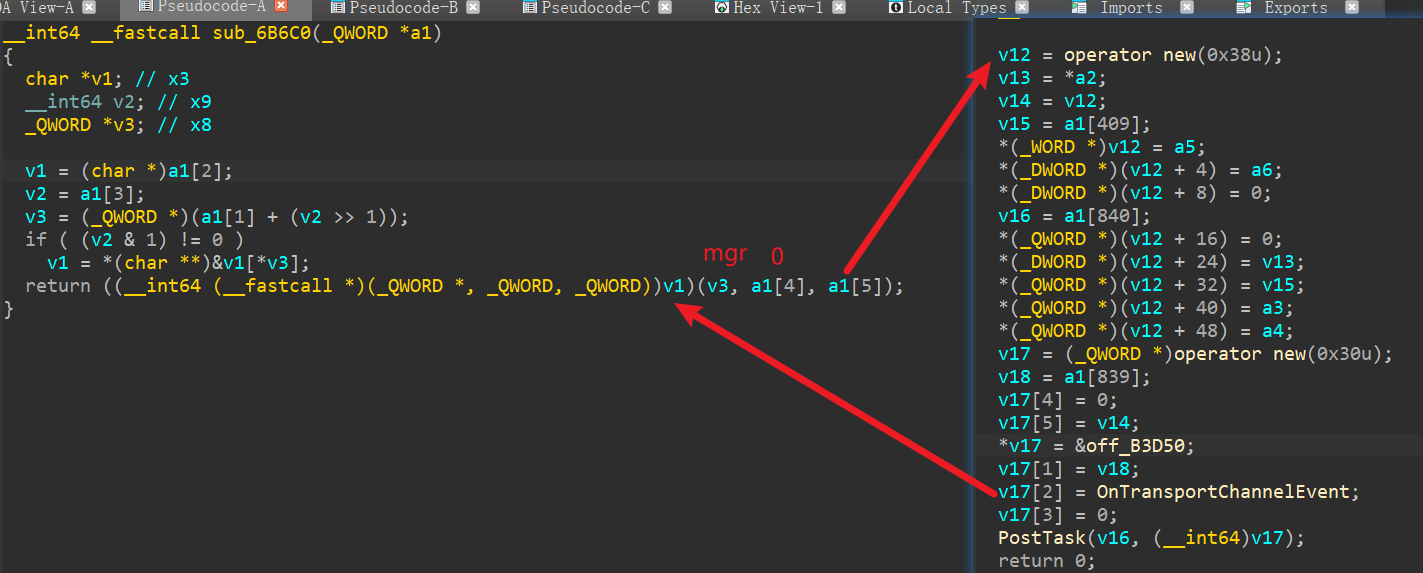 DA View-A Pseudocode-A Pseudocode-B Pseudocode-C Hex View-1 Local Types Imports Exports
__int64 __fastcall sub_6B6C0(_QWORD *a1)
{
char *v1; // x3
__int64 v2; // x9
_QWORD *v3; // x8
v1 = (char *)a1[2];
v2 = a1[3];
v3 = (_QWORD *)(a1[1] + (v2 >> 1));
if ( (v2 & 1) != 0 )
v1 = *(char **)&v1[*v3];
mgr 0
return ((__int64 (__fastcall *)(_QWORD *, _QWORD, _QWORD))v1)(v3, a1[4], a1[5]);
}
v12 = operator new(0x38u);
v13 = *a2;
v14 = v12;
v15 = a1[409];
*(_WORD *)v12 = a5;
*(_DWORD *)(v12 + 4) = a6;
*(_DWORD *)(v12 + 8) = 0;
v16 = a1[840];
*(_QWORD *)(v12 + 16) = 0;
*(_DWORD *)(v12 + 24) = v13;
*(_QWORD *)(v12 + 32) = v15;
*(_QWORD *)(v12 + 40) = a3;
*(_QWORD *)(v12 + 48) = a4;
v17 = (_QWORD *)operator new(0x30u);
v18 = a1[839];
v17[4] = 0;
v17[5] = v14;
*v17 = &off_B3D50;
v17[1] = v18;
v17[2] = OnTransportChannelEvent;
v17[3] = 0;
PostTask(v16, (__int64)v17);
return 0;